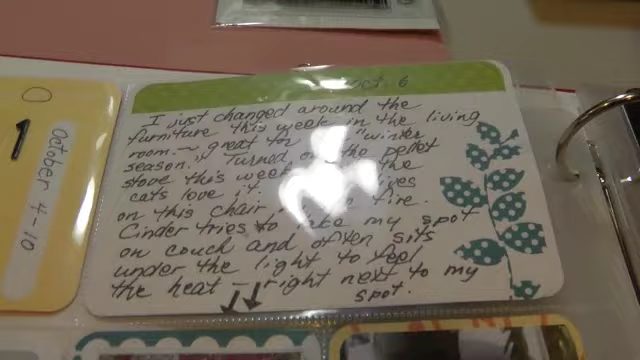 Oct. 6
I just changed around the
furniture this week in the living
room. ~ great for "winter
season." Turned on the pellet
stove this week the
cats love it. lives
on this chair fire.
Cinder tries to take my spot
on couch and often sits
under the light to feel
the heat - right next to my
spot.
1
October 4-10